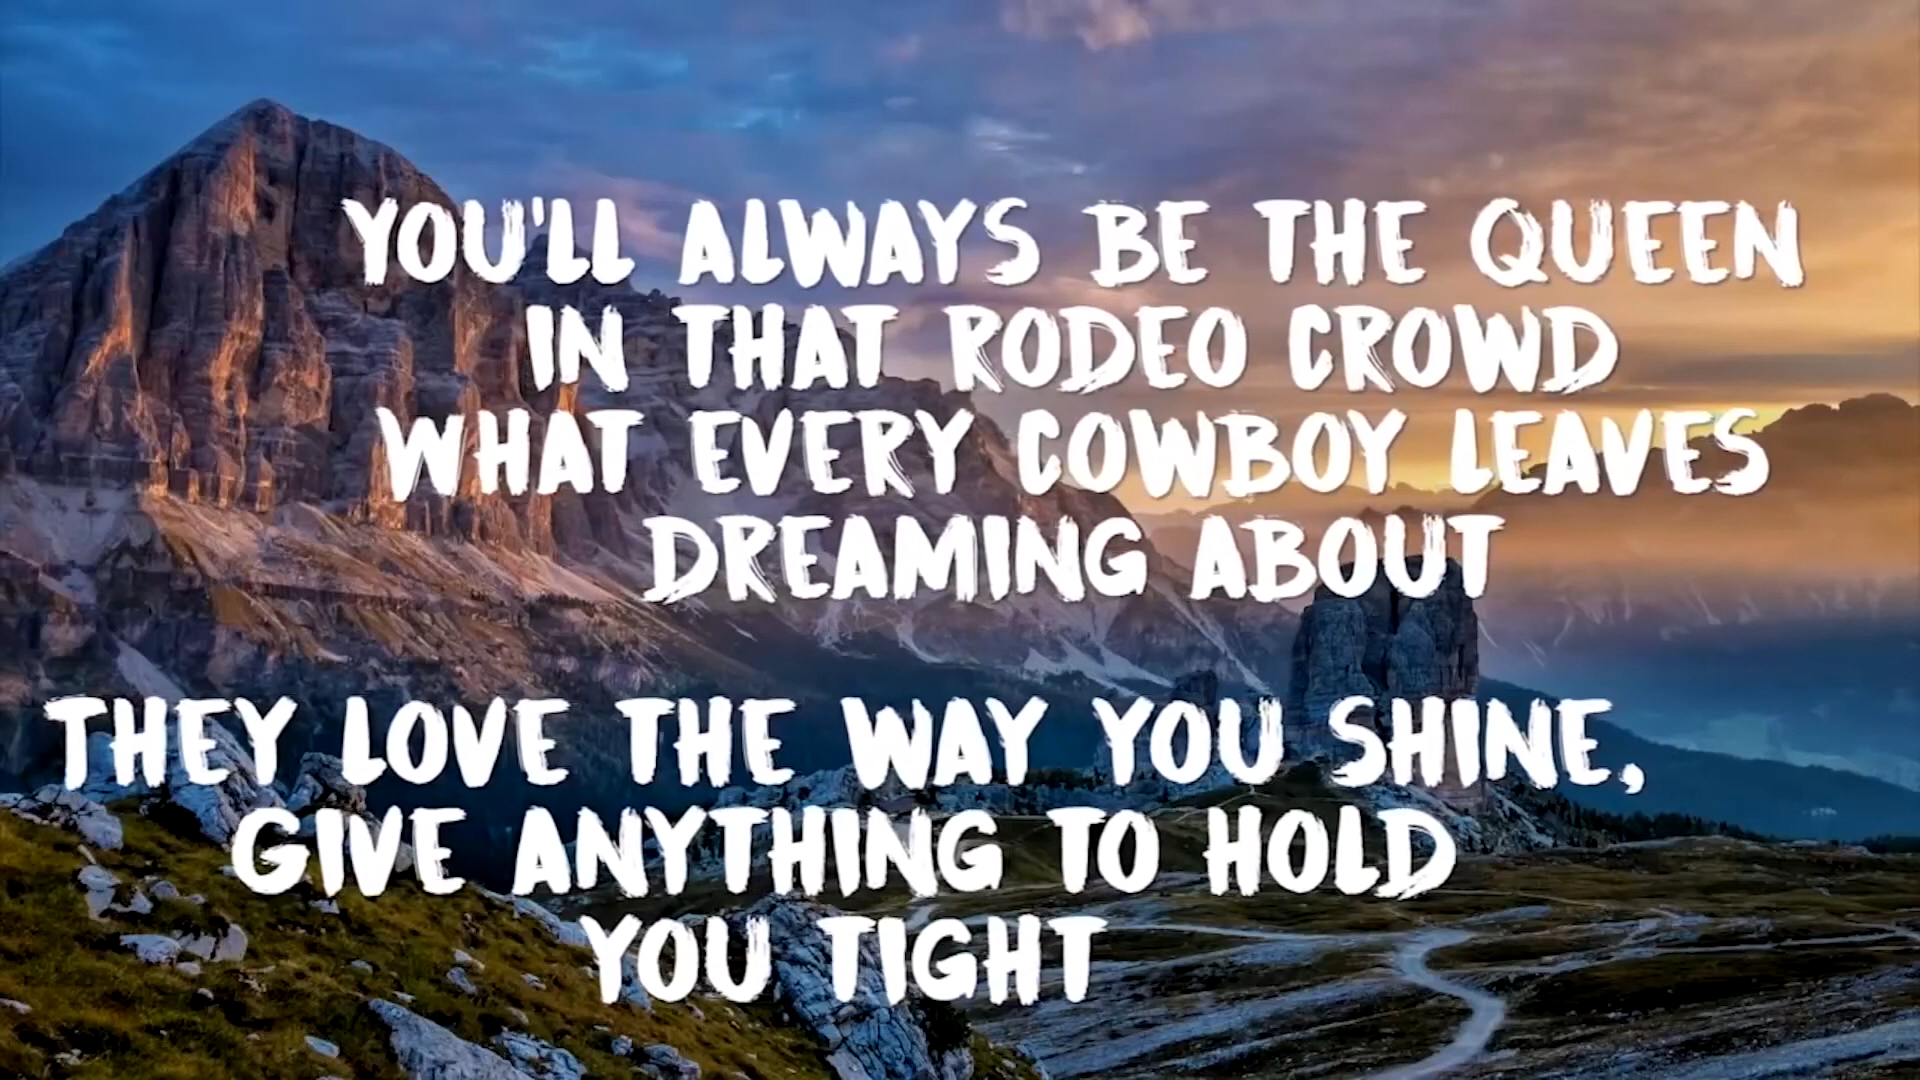 YOU'LL ALWAYS BE THE QUEEN
IN THAT RODEO CROWD
WHAT EVERY COWBOY LEAVES
DREAMING ABOUT
THEY LOVE THE WAY YOU SHINE,
GIVE ANYTHING TO HOLD
YOU TIGHT